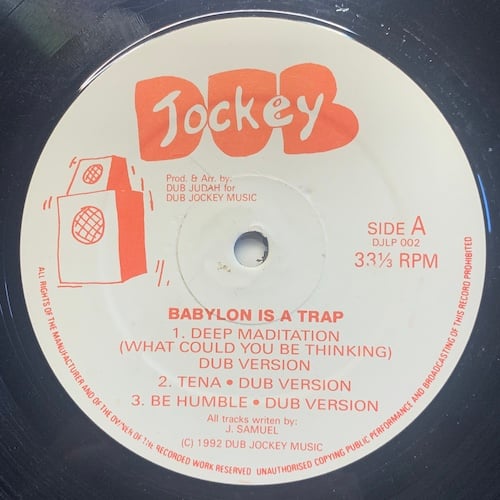 DUB
Jockey
Prod. & Arr. by:
DUB JUDAH for
DUB JOCKEY MUSIC
SIDE A
DJLP 002
33⅓ RPM
BABYLON IS A TRAP
1. DEEP MADITATION
(WHAT COULD YOU BE THINKING)
DUB VERSION
2. TENA • DUB VERSION
3. BE HUMBLE • DUB VERSION
All tracks writen by:
J. SAMUEL
(C) 1992 DUB JOCKEY MUSIC
ALL RIGHTS OF THE MANUFACTURER AND OF THE OWNER OF THE RECORDED WORK RESERVED UNAUTHORISED COPYING PUBLIC PERFORMANCE AND BROADCASTING OF THIS RECORD PROHIBITED